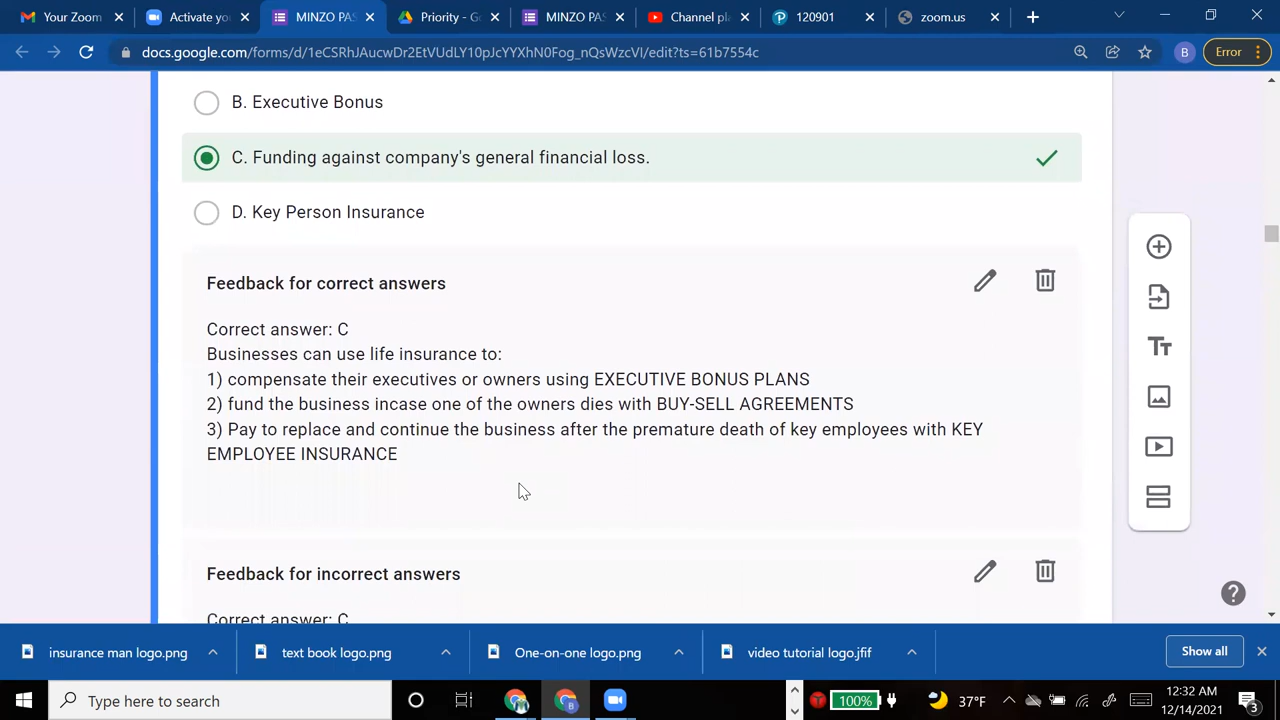 Your Zoom
Activate you
MINZO PAS
Priority - Go
MINZO PAS
Channel pla
120901
zoom.us
docs.google.com/forms/d/1eCSRhJAucwDr2EtVUdLY10pJcYYXhN0Fog_nQsWzcVI/edit?ts=61b7554c
B
Error
B. Executive Bonus
C. Funding against company's general financial loss.
D. Key Person Insurance
Feedback for correct answers
Correct answer: C
Businesses can use life insurance to:
1) compensate their executives or owners using EXECUTIVE BONUS PLANS
2) fund the business incase one of the owners dies with BUY-SELL AGREEMENTS
3) Pay to replace and continue the business after the premature death of key employees with KEY
EMPLOYEE INSURANCE
Feedback for incorrect answers
Correct answer: C
insurance man logo.png
text book logo.png
One-on-one logo.png
video tutorial logo.jfif
Show all
Type here to search
100%
37°F
12:32 AM
12/14/2021
3